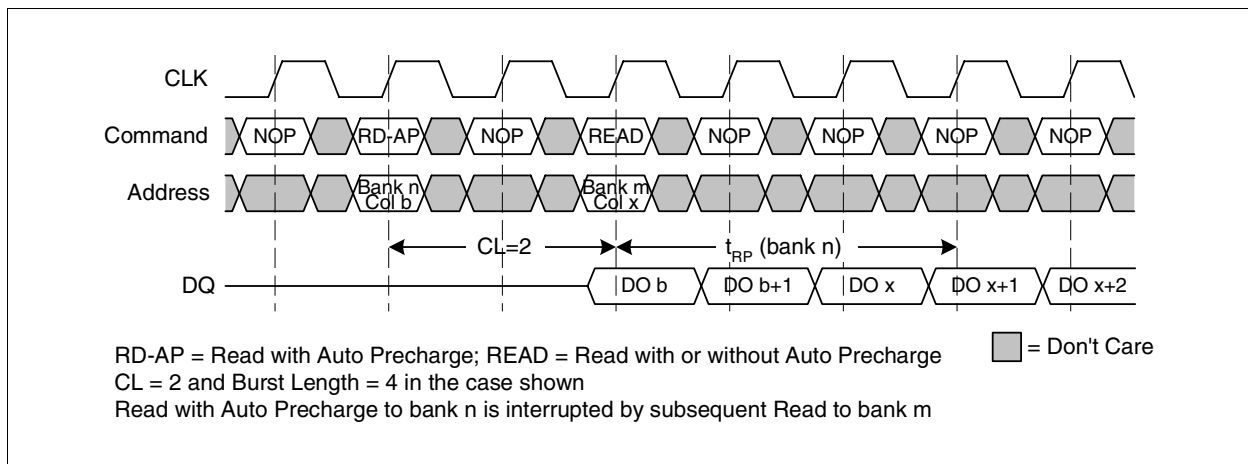 CLK
Command NOP RD-AP NOP READ NOP NOP NOP NOP
Address Bank n Col b Bank m Col x
CL=2 tRP (bank n)
DQ DO b DO b+1 DO x DO x+1 DO x+2
RD-AP = Read with Auto Precharge; READ = Read with or without Auto Precharge
= Don't Care
CL = 2 and Burst Length = 4 in the case shown
Read with Auto Precharge to bank n is interrupted by subsequent Read to bank m